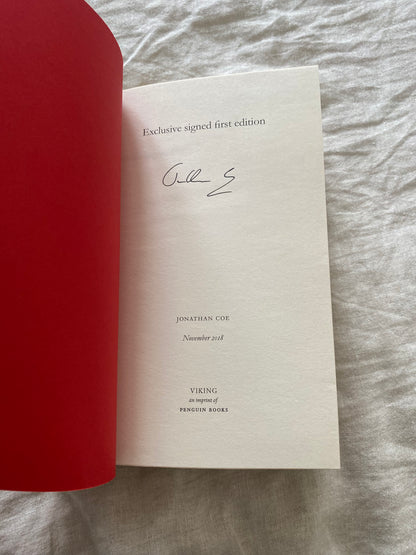 Exclusive signed first edition
JONATHAN COE
November 2018
VIKING
an imprint of
PENGUIN BOOKS